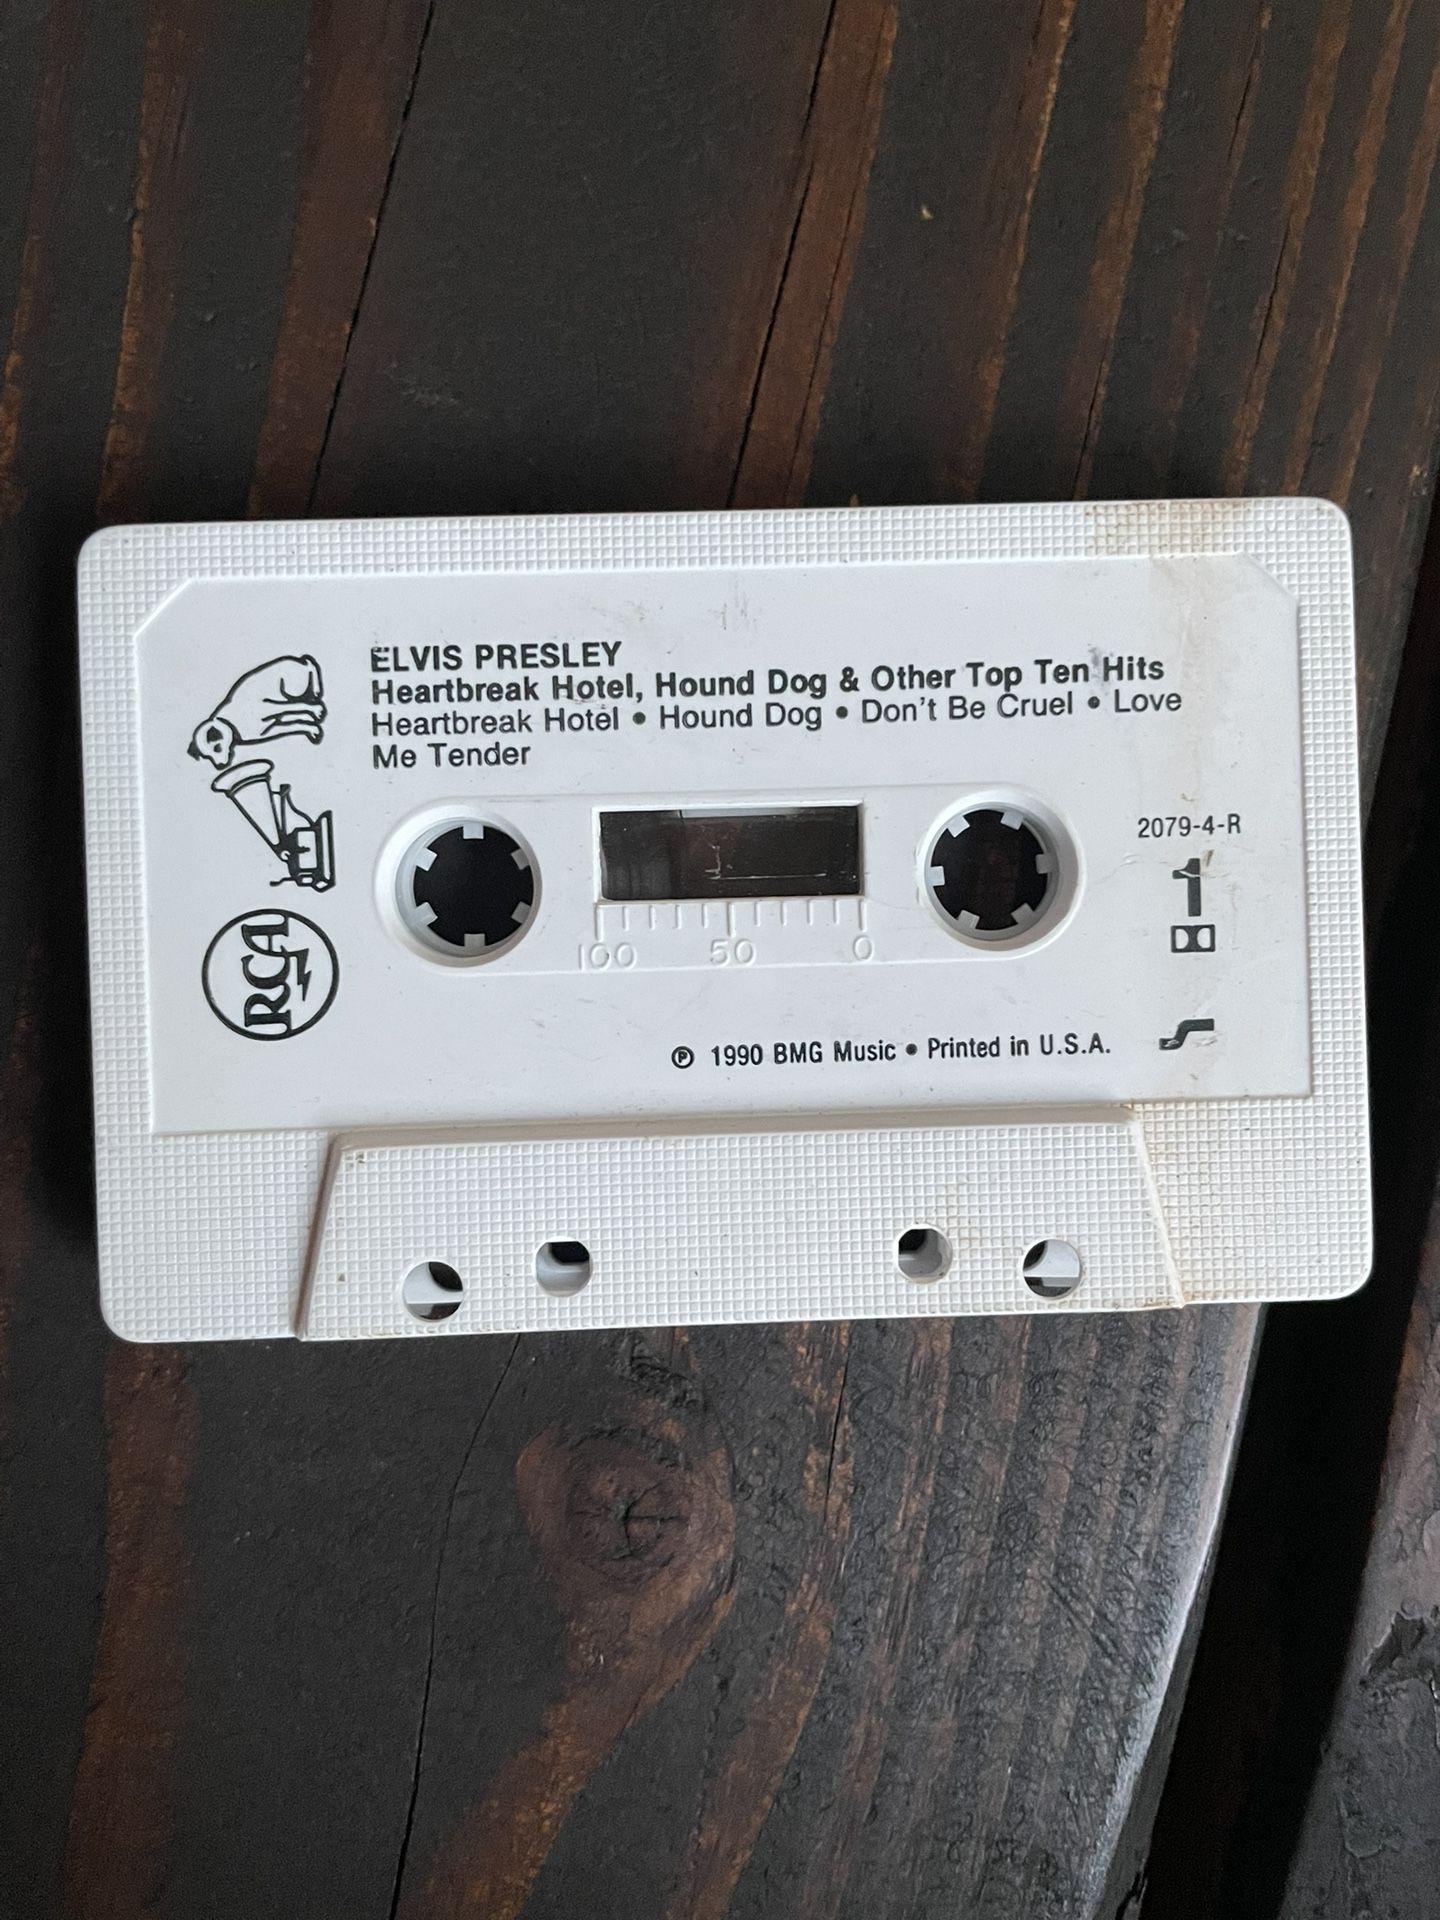 ELVIS PRESLEY
Heartbreak Hotel, Hound Dog & Other Top Ten Hits
Heartbreak Hotel • Hound Dog • Don't Be Cruel • Love
Me Tender
2079-4-R
1
RCA
100 50 0
℗ 1990 BMG Music • Printed in U.S.A.